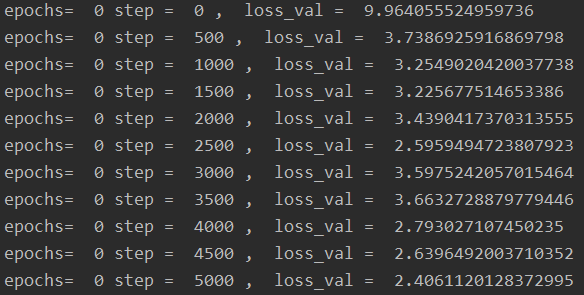 epochs=  0 step =  0 ,  loss_val =  9.964055524959736
epochs=  0 step =  500 ,  loss_val =  3.7386925916869798
epochs=  0 step =  1000 ,  loss_val =  3.2549020420037738
epochs=  0 step =  1500 ,  loss_val =  3.225677514653386
epochs=  0 step =  2000 ,  loss_val =  3.4390417370313555
epochs=  0 step =  2500 ,  loss_val =  2.5959494723807923
epochs=  0 step =  3000 ,  loss_val =  3.5975242057015464
epochs=  0 step =  3500 ,  loss_val =  3.6632728879779446
epochs=  0 step =  4000 ,  loss_val =  2.793027107450235
epochs=  0 step =  4500 ,  loss_val =  2.6396492003710352
epochs=  0 step =  5000 ,  loss_val =  2.4061120128372995